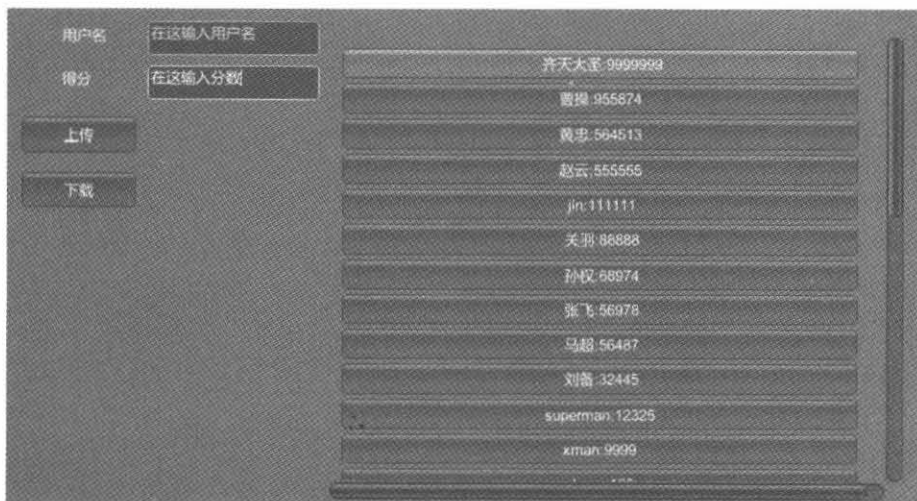 用户名
在这输入用户名
得分
在这输入分数
上传
下载
齐天大圣:9999999
曹操:955874
黄忠:564513
赵云:555555
jin:111111
关羽:88888
孙权:68974
张飞:56978
马超:56487
刘备:32445
superman:12325
xman:9999